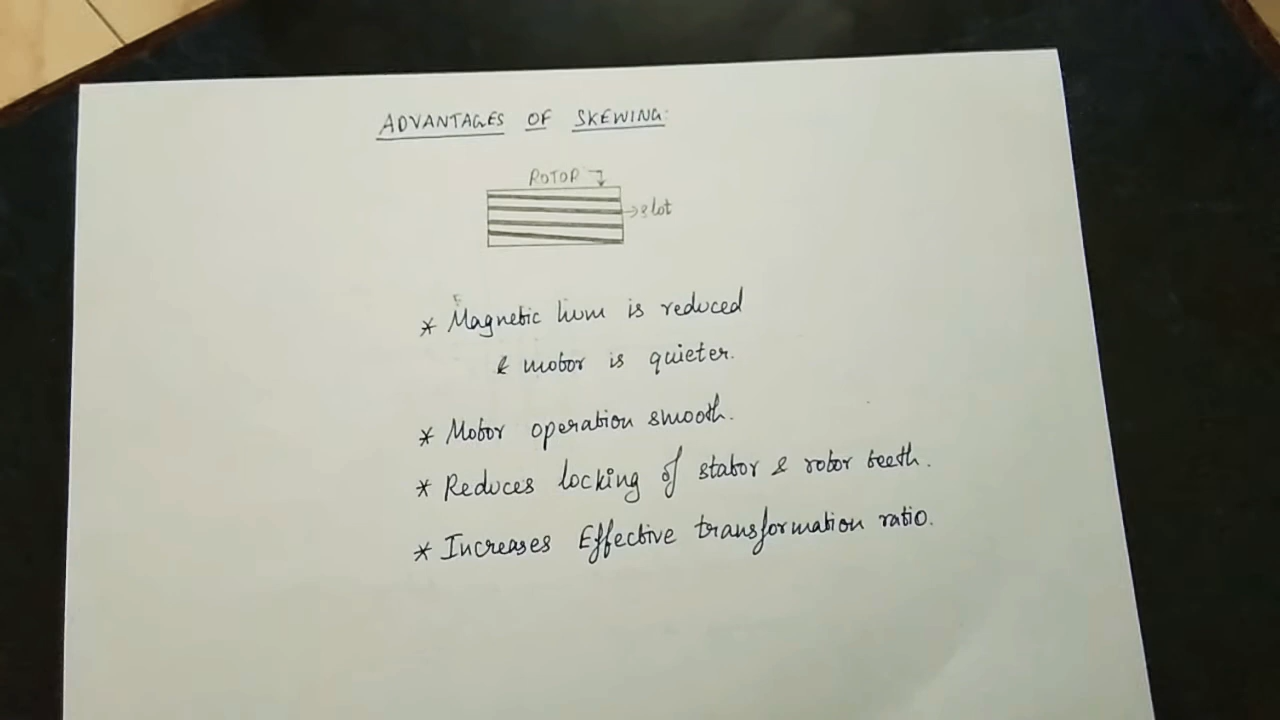 ADVANTAGES OF SKEWING:
ROTOR
slot
* Magnetic hum is reduced
& motor is quieter.
* Motor operation smooth.
* Reduces locking of stator & rotor teeth.
* Increases Effective transformation ratio.